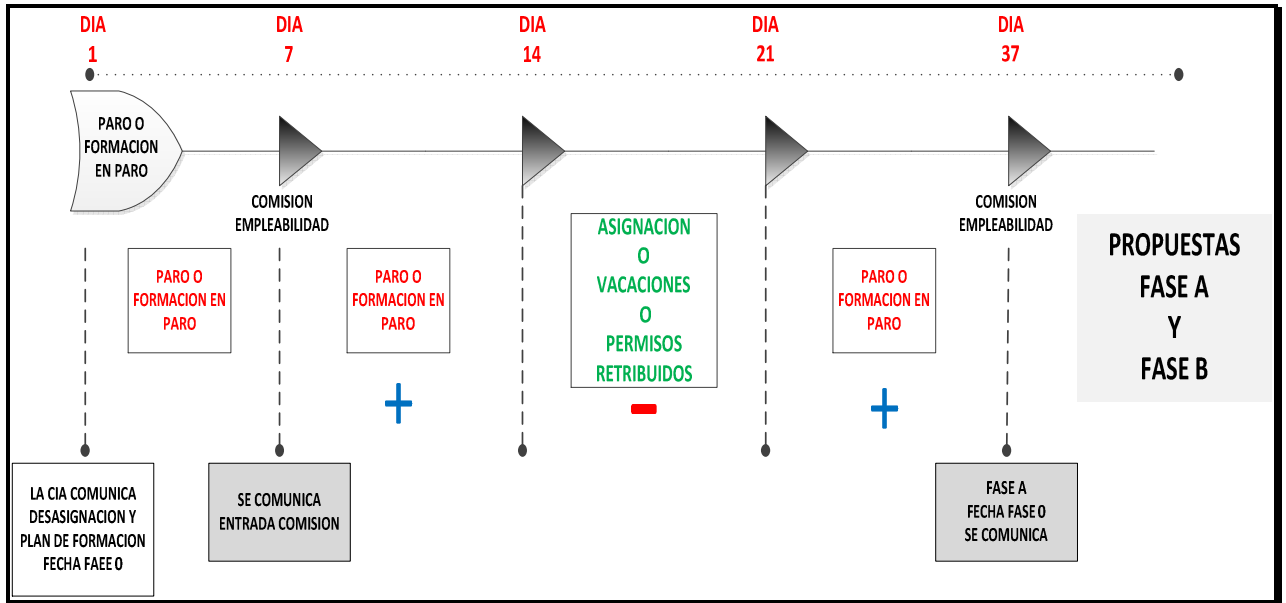 DIA
1
DIA
7
DIA
14
DIA
21
DIA
37
PARO O
FORMACION
EN PARO
COMISION
EMPLEABILIDAD
COMISION
EMPLEABILIDAD
PARO O
FORMACION EN
PARO
PARO O
FORMACION EN
PARO
+
ASIGNACION
O
VACACIONES
O
PERMISOS
RETRIBUIDOS
-
PARO O
FORMACION EN
PARO
+
PROPUESTAS
FASE A
Y
FASE B
LA CIA COMUNICA
DESASIGNACION Y
PLAN DE FORMACION
FECHA FAEE 0
SE COMUNICA
ENTRADA COMISION
FASE A
FECHA FASE 0
SE COMUNICA